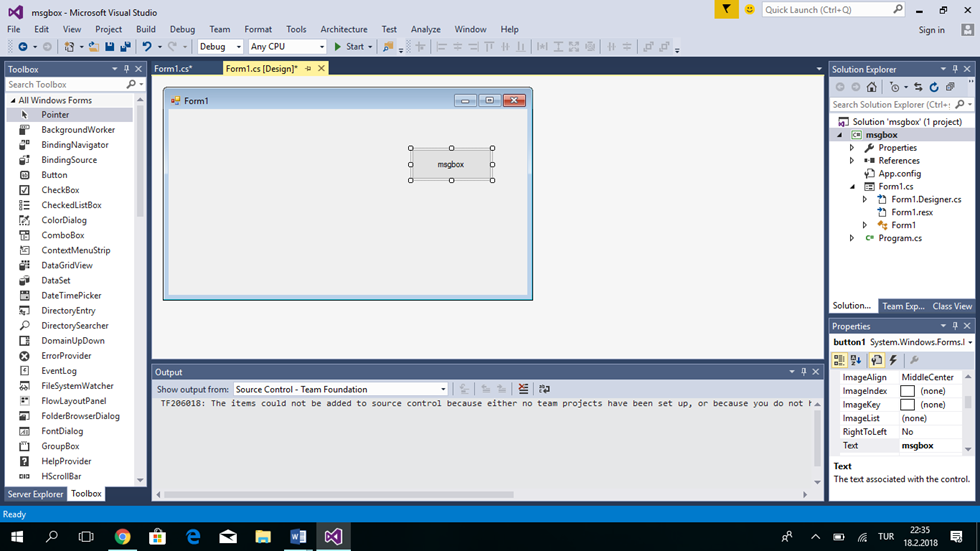 msgbox - Microsoft Visual Studio
Quick Launch (Ctrl+Q)
File Edit View Project Build Debug Team Format Tools Architecture Test Analyze Window Help
Sign in
Debug Any CPU Start
Toolbox
Search Toolbox
All Windows Forms
Pointer
BackgroundWorker
BindingNavigator
BindingSource
Button
CheckBox
CheckedListBox
ColorDialog
ComboBox
ContextMenuStrip
DataGridView
DataSet
DateTimePicker
DirectoryEntry
DirectorySearcher
DomainUpDown
ErrorProvider
EventLog
FileSystemWatcher
FlowLayoutPanel
FolderBrowserDialog
FontDialog
GroupBox
HelpProvider
HScrollBar
Server Explorer Toolbox
Form1.cs* Form1.cs [Design]*
Form1
msgbox
Output
Show output from: Source Control - Team Foundation
TF206018: The items could not be added to source control because either no team projects have been set up, or because you do not h
Solution Explorer
Search Solution Explorer (Ctrl+;
Solution 'msgbox' (1 project)
msgbox
Properties
References
App.config
Form1.cs
Form1.Designer.cs
Form1.resx
Form1
Program.cs
Solution... Team Exp... Class View
Properties
button1 System.Windows.Forms.
ImageAlign MiddleCenter
ImageIndex (none)
ImageKey (none)
ImageList (none)
RightToLeft No
Text msgbox
Text
The text associated with the control.
Ready
TUR
22:35
18.2.2018